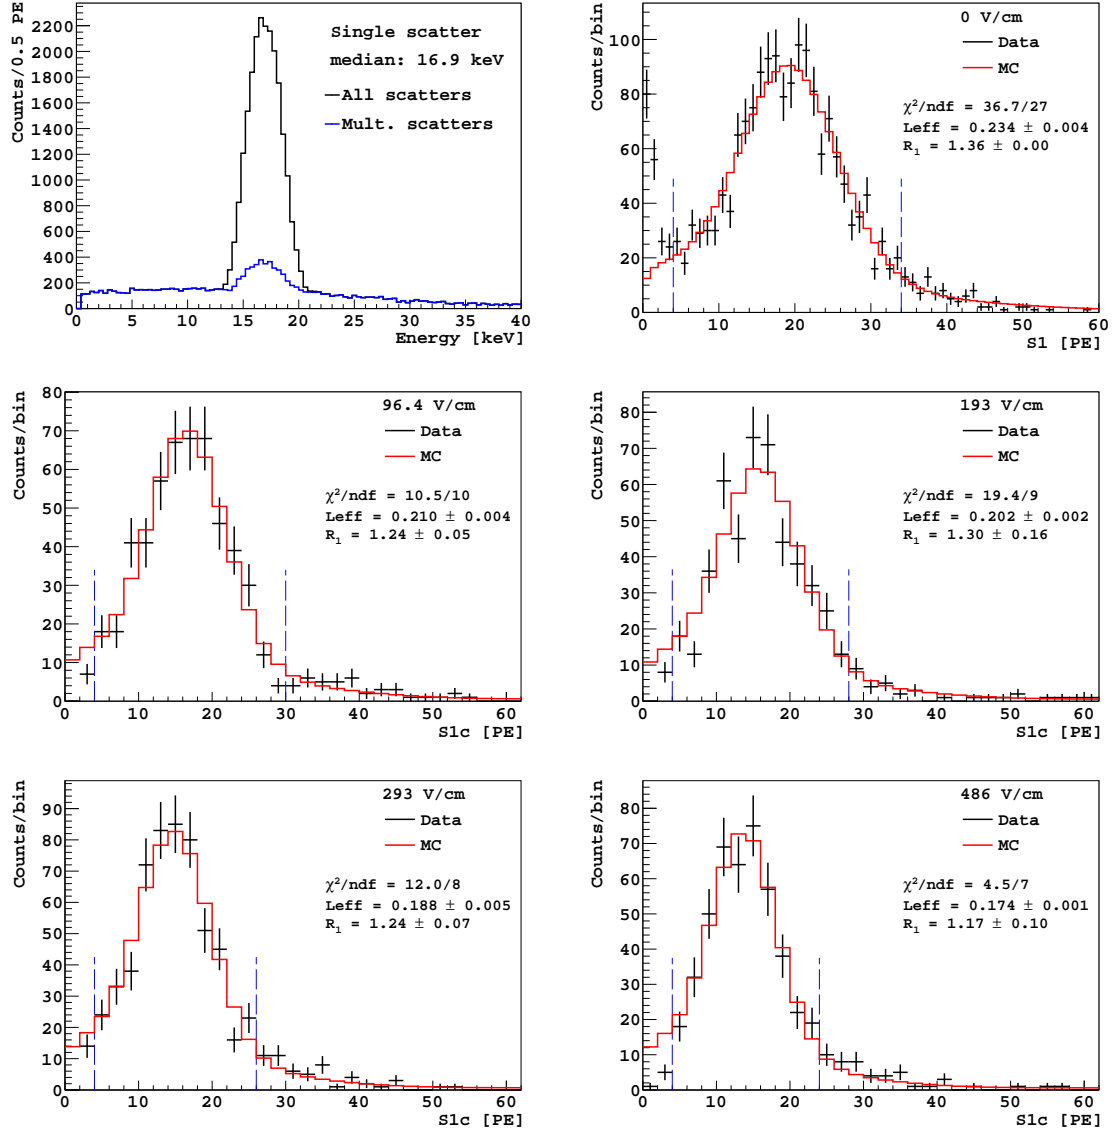 Counts/0.5 PE
2200
2000
1800
1600
1400
1200
1000
800
600
400
200
0
Single scatter
median: 16.9 keV
All scatters
Mult. scatters
0 5 10 15 20 25 30 35 40
Energy [keV]
Counts/bin
100
80
60
40
20
0
0 V/cm
Data
MC
χ²/ndf = 36.7/27
Leff = 0.234 ± 0.004
R₁ = 1.36 ± 0.00
0 10 20 30 40 50 60
S1 [PE]
Counts/bin
80
70
60
50
40
30
20
10
0
96.4 V/cm
Data
MC
χ²/ndf = 10.5/10
Leff = 0.210 ± 0.004
R₁ = 1.24 ± 0.05
0 10 20 30 40 50 60
S1c [PE]
Counts/bin
80
70
60
50
40
30
20
10
0
193 V/cm
Data
MC
χ²/ndf = 19.4/9
Leff = 0.202 ± 0.002
R₁ = 1.30 ± 0.16
0 10 20 30 40 50 60
S1c [PE]
Counts/bin
90
80
70
60
50
40
30
20
10
0
293 V/cm
Data
MC
χ²/ndf = 12.0/8
Leff = 0.188 ± 0.005
R₁ = 1.24 ± 0.07
0 10 20 30 40 50 60
S1c [PE]
Counts/bin
80
70
60
50
40
30
20
10
0
486 V/cm
Data
MC
χ²/ndf = 4.5/7
Leff = 0.174 ± 0.001
R₁ = 1.17 ± 0.10
0 10 20 30 40 50 60
S1c [PE]